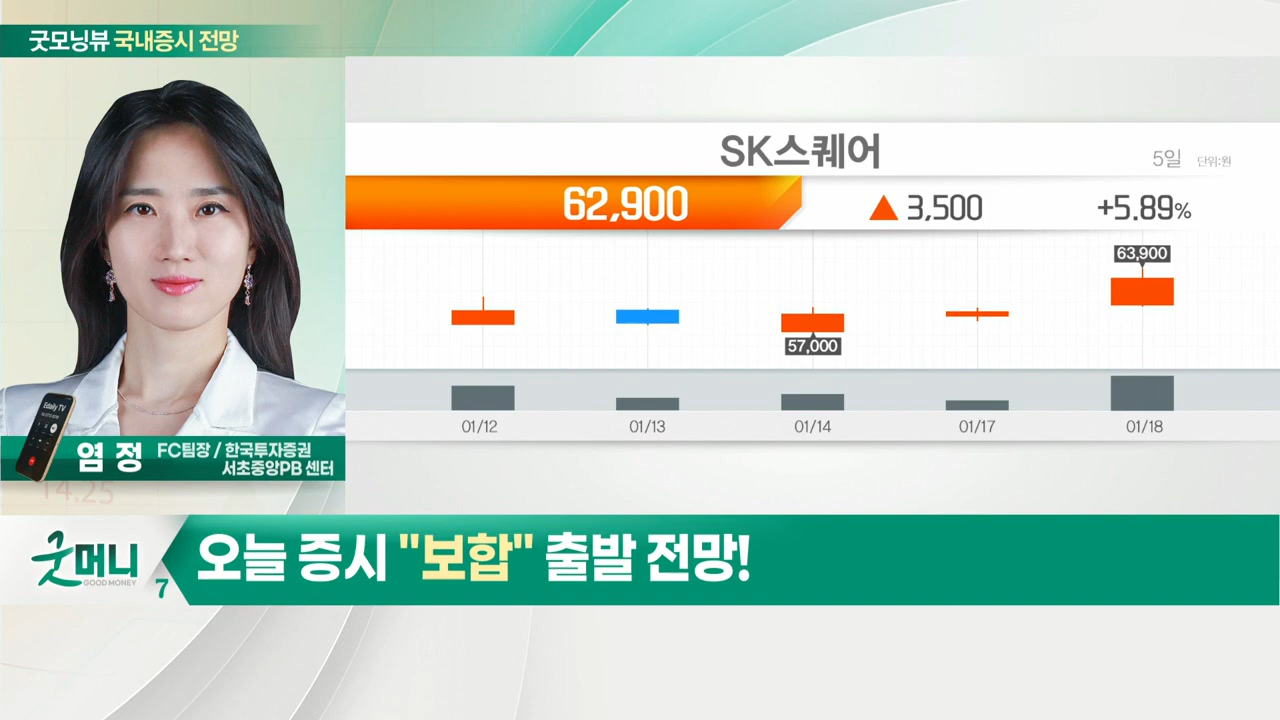 굿모닝뷰 국내증시 전망
SK스퀘어
5일 단위:원
62,900 ▲ 3,500 +5.89%
63,900
57,000
01/12 01/13 01/14 01/17 01/18
Edaily TV
염 정 FC팀장 / 한국투자증권
서초중앙PB 센터
14.25
굿머니
GOOD MONEY
7
오늘 증시 "보합" 출발 전망!